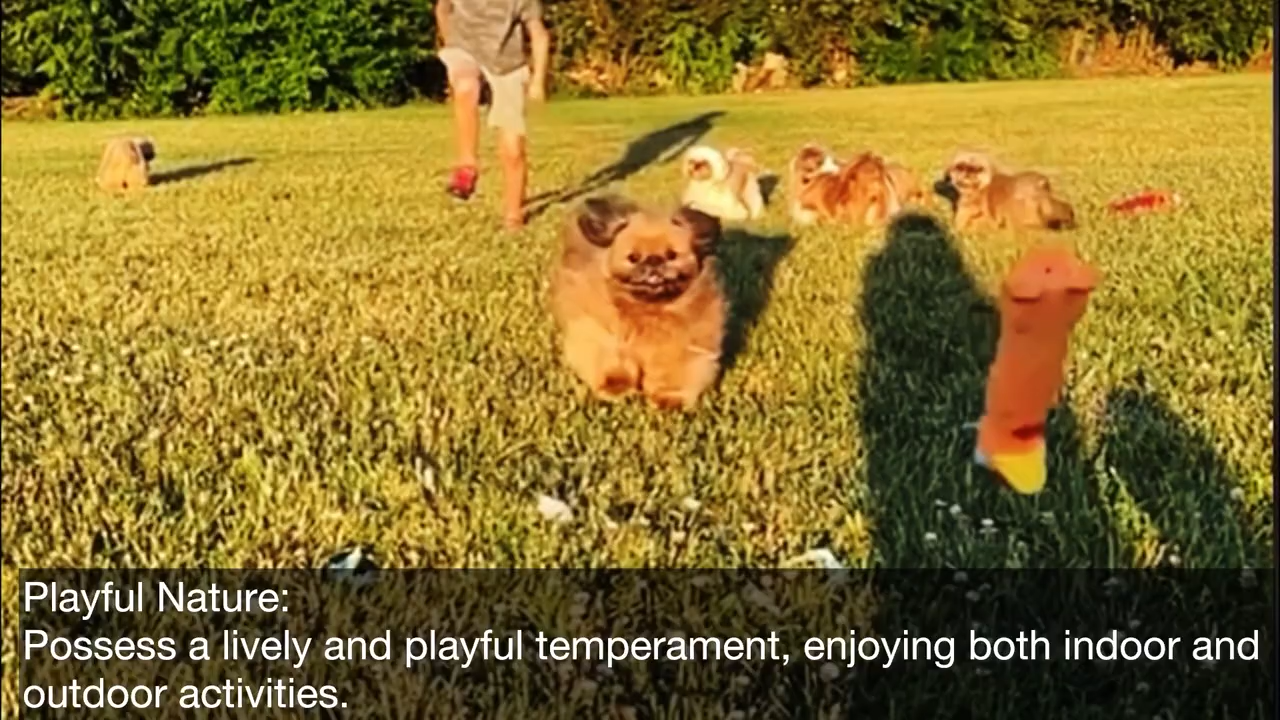 Playful Nature:
Possess a lively and playful temperament, enjoying both indoor and
outdoor activities.